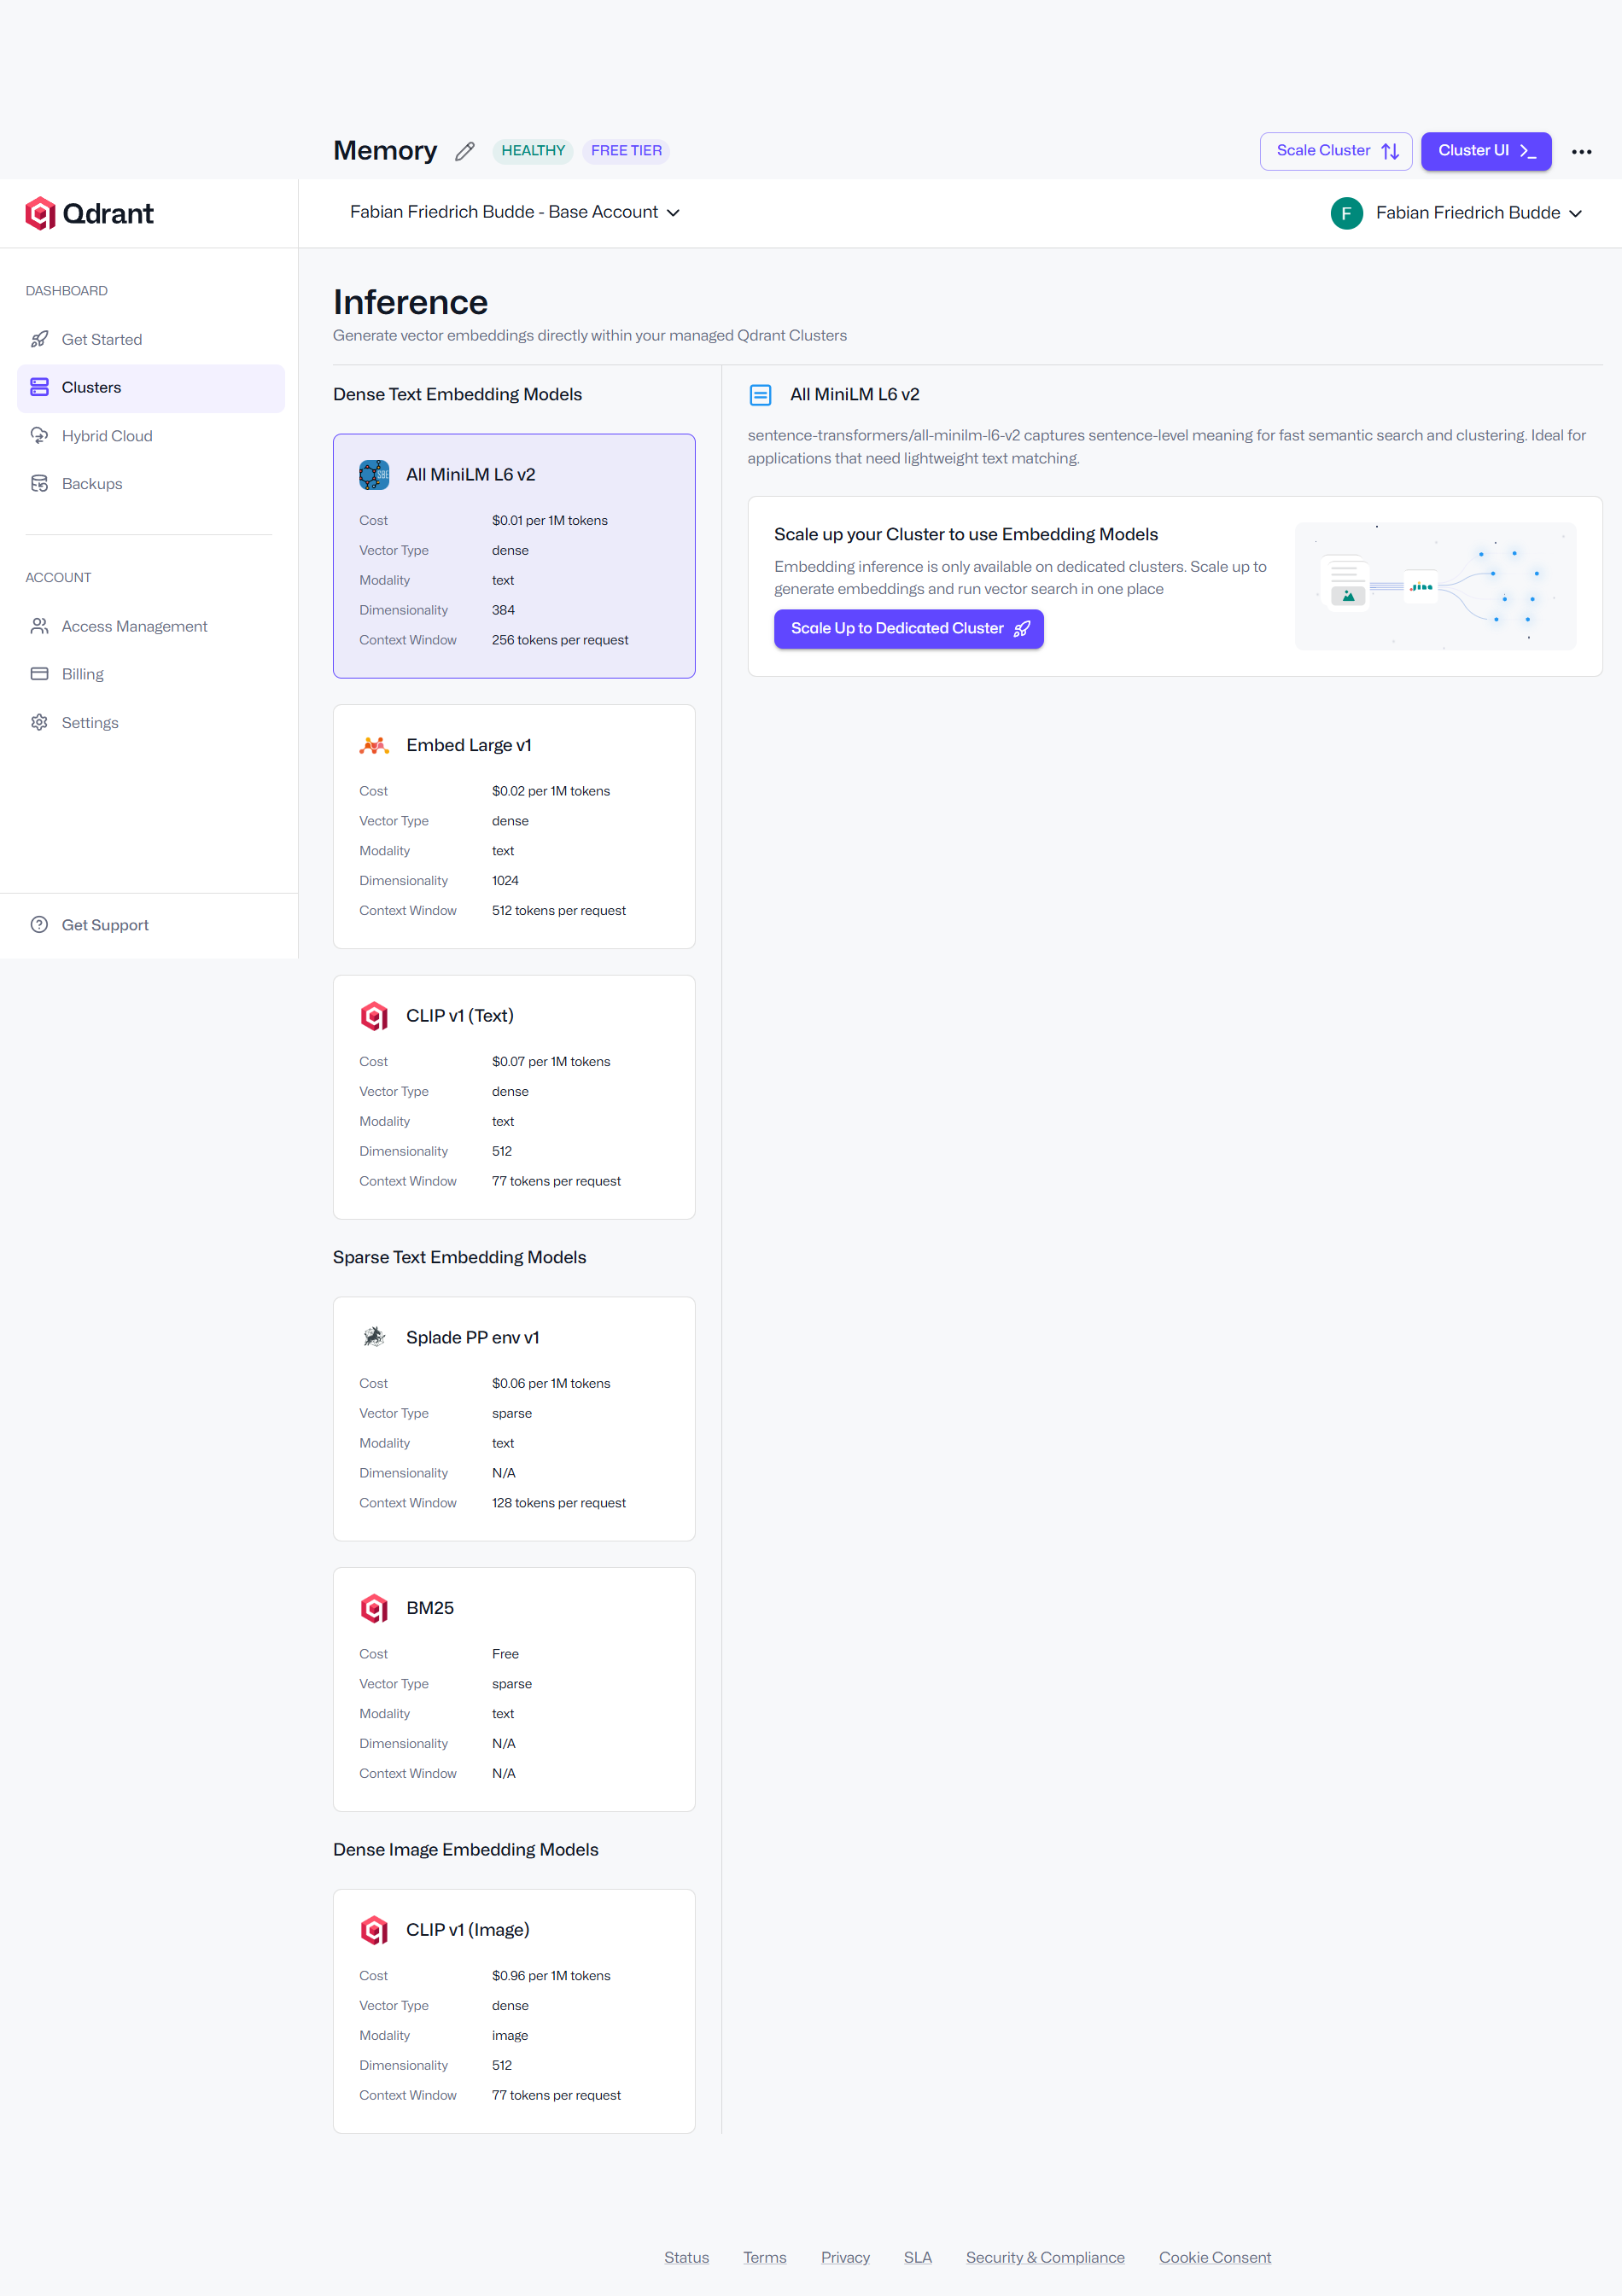 Memory
HEALTHY
FREE TIER
Scale Cluster
Cluster UI
Qdrant
Fabian Friedrich Budde - Base Account
F
Fabian Friedrich Budde
DASHBOARD
Get Started
Clusters
Hybrid Cloud
Backups
ACCOUNT
Access Management
Billing
Settings
Get Support
Inference
Generate vector embeddings directly within your managed Qdrant Clusters
Dense Text Embedding Models
All MiniLM L6 v2
Cost $0.01 per 1M tokens
Vector Type dense
Modality text
Dimensionality 384
Context Window 256 tokens per request
Embed Large v1
Cost $0.02 per 1M tokens
Vector Type dense
Modality text
Dimensionality 1024
Context Window 512 tokens per request
CLIP v1 (Text)
Cost $0.07 per 1M tokens
Vector Type dense
Modality text
Dimensionality 512
Context Window 77 tokens per request
Sparse Text Embedding Models
Splade PP env v1
Cost $0.06 per 1M tokens
Vector Type sparse
Modality text
Dimensionality N/A
Context Window 128 tokens per request
BM25
Cost Free
Vector Type sparse
Modality text
Dimensionality N/A
Context Window N/A
Dense Image Embedding Models
CLIP v1 (Image)
Cost $0.96 per 1M tokens
Vector Type dense
Modality image
Dimensionality 512
Context Window 77 tokens per request
All MiniLM L6 v2
sentence-transformers/all-minilm-l6-v2 captures sentence-level meaning for fast semantic search and clustering. Ideal for
applications that need lightweight text matching.
Scale up your Cluster to use Embedding Models
Embedding inference is only available on dedicated clusters. Scale up to
generate embeddings and run vector search in one place
Scale Up to Dedicated Cluster
Jina
Status
Terms
Privacy
SLA
Security & Compliance
Cookie Consent